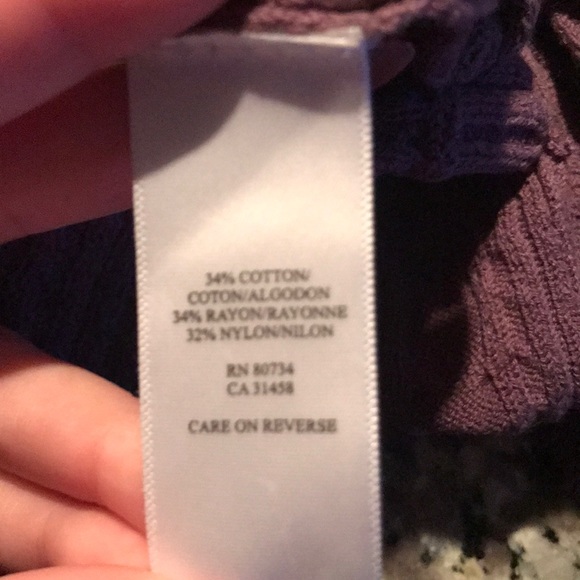 34% COTTON/
COTON/ALGODON
34% RAYON/RAYONNE
32% NYLON/NILON
RN 80734
CA 31458
CARE ON REVERSE